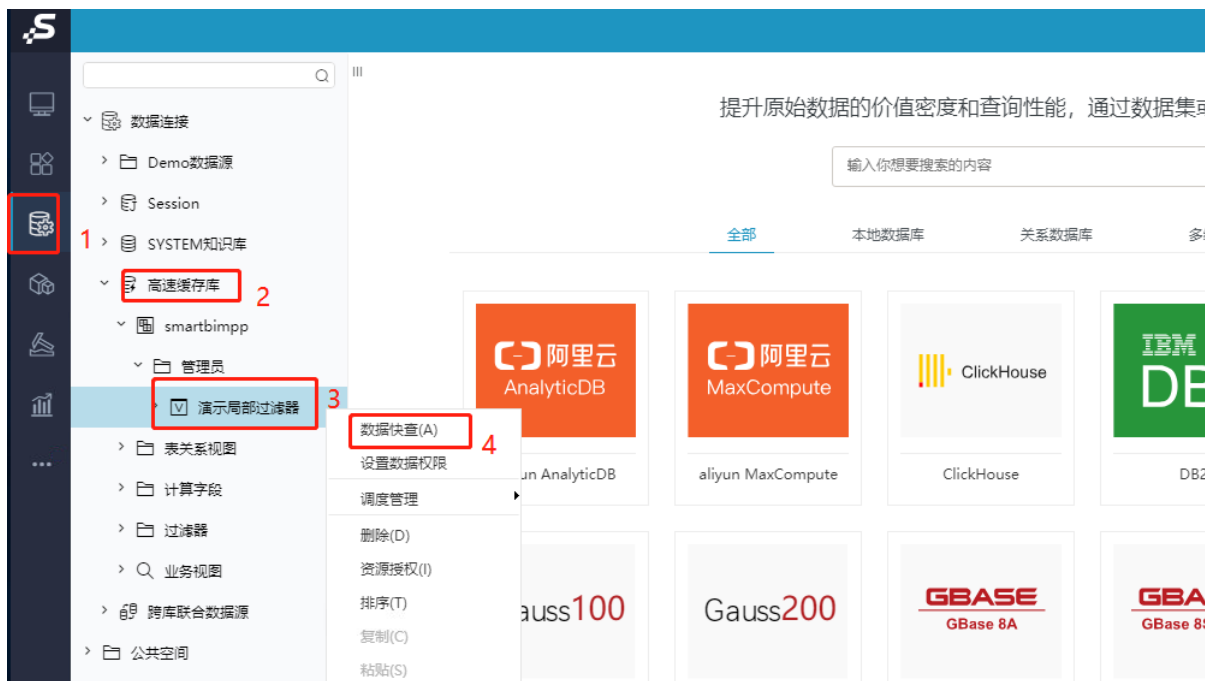 S
数据连接
Demo数据源
Session
1
SYSTEM知识库
高速缓存库
2
smartbimpp
管理员
演示局部过滤器
3
表关系视图
计算字段
过滤器
业务视图
跨库联合数据源
公共空间
数据快查(A)
4
设置数据权限
调度管理
删除(D)
资源授权(I)
排序(T)
复制(C)
粘贴(S)
提升原始数据的价值密度和查询性能，通过数据集或
输入你想要搜索的内容
全部 本地数据库 关系数据库 多
阿里云 阿里云 IBM
AnalyticDB MaxCompute ClickHouse DB
un AnalyticDB aliyun MaxCompute ClickHouse DB2
auss100 Gauss200 GBASE GBA
GBase 8A GBase 8S